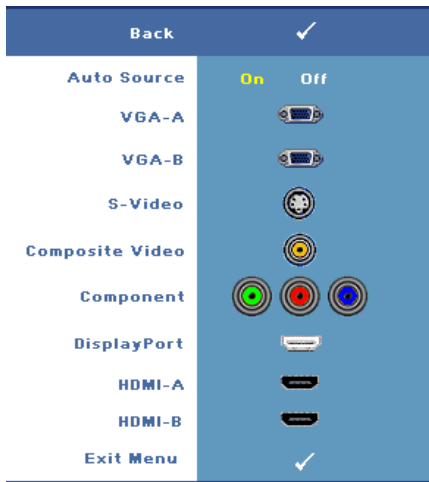 Back
Auto Source On Off
VGA-A
VGA-B
S-Video
Composite Video
Component
DisplayPort
HDMI-A
HDMI-B
Exit Menu